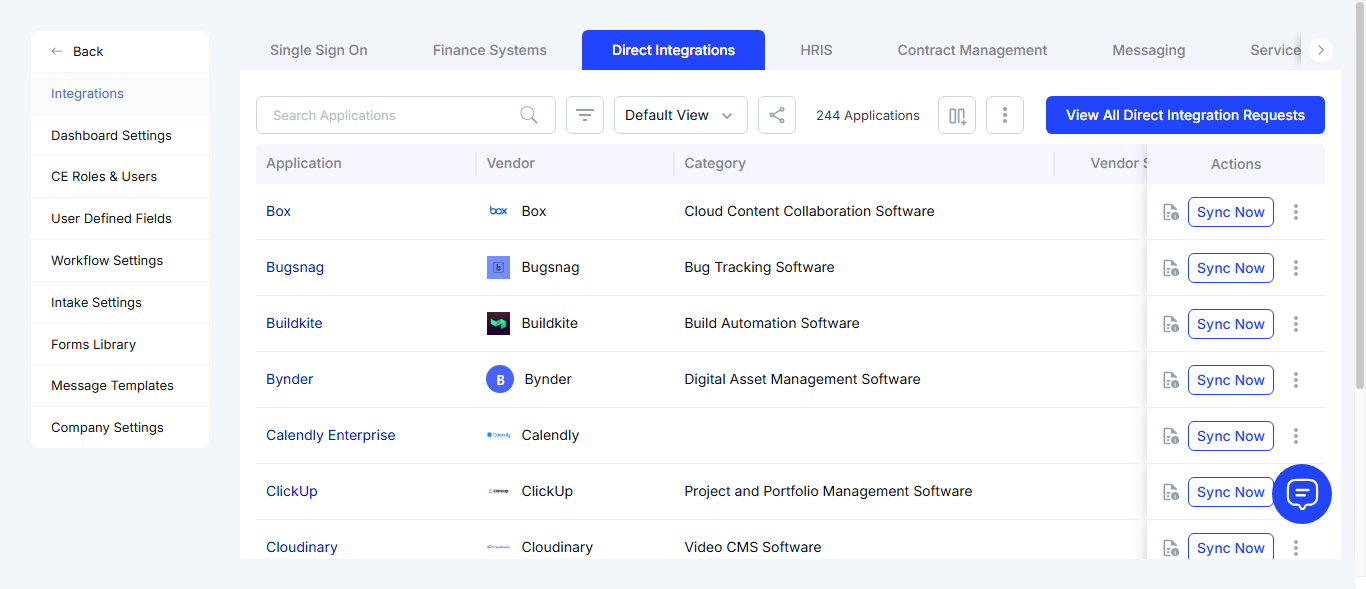 Back
Integrations
Dashboard Settings
CE Roles & Users
User Defined Fields
Workflow Settings
Intake Settings
Forms Library
Message Templates
Company Settings
Single Sign On Finance Systems Direct Integrations HRIS Contract Management Messaging Service
Search Applications Default View 244 Applications View All Direct Integration Requests
Application Vendor Category Vendor S Actions
Box box Box Cloud Content Collaboration Software Sync Now
Bugsnag b Bugsnag Bug Tracking Software Sync Now
Buildkite Buildkite Build Automation Software Sync Now
Bynder B Bynder Digital Asset Management Software Sync Now
Calendly Enterprise Calendly Calendly Sync Now
ClickUp ClickUp ClickUp Project and Portfolio Management Software Sync Now
Cloudinary Cloudinary Video CMS Software Sync Now